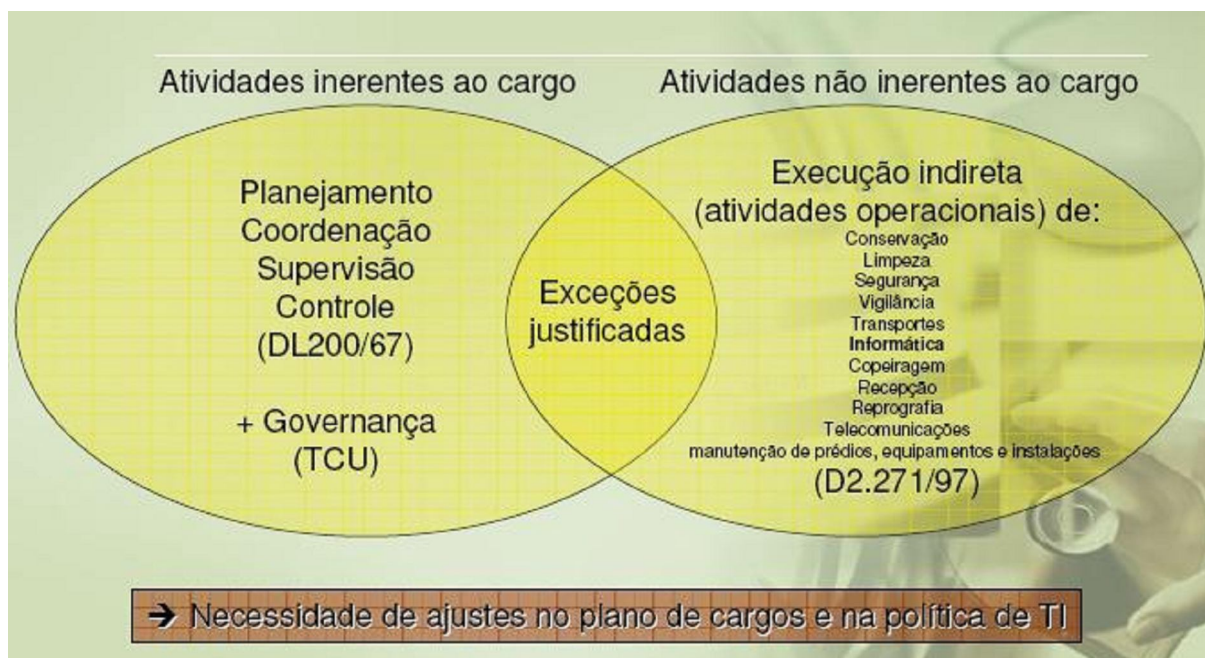 Atividades inerentes ao cargo
Atividades não inerentes ao cargo
Planejamento
Coordenação
Supervisão
Controle
(DL200/67)
+ Governança
(TCU)
Exceções
justificadas
Execução indireta
(atividades operacionais) de:
Conservação
Limpeza
Segurança
Vigilância
Transportes
Informática
Copeiragem
Recepção
Reprografia
Telecomunicações
manutenção de prédios, equipamentos e instalações
(D2.271/97)
➔ Necessidade de ajustes no plano de cargos e na política de TI